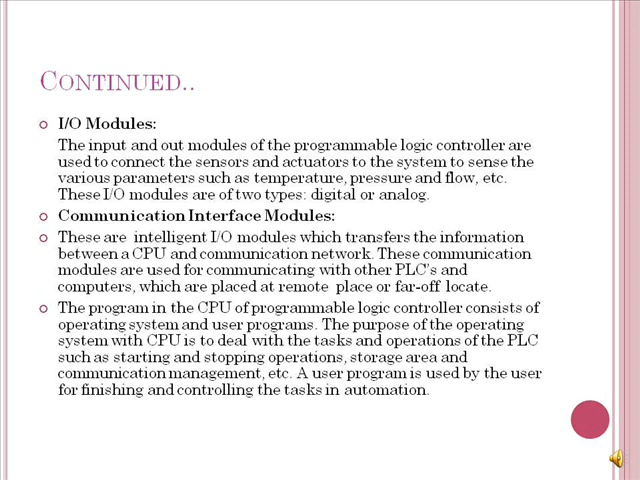 CONTINUED..
I/O Modules:
The input and out modules of the programmable logic controller are
used to connect the sensors and actuators to the system to sense the
various parameters such as temperature, pressure and flow, etc.
These I/O modules are of two types: digital or analog.
Communication Interface Modules:
These are intelligent I/O modules which transfers the information
between a CPU and communication network. These communication
modules are used for communicating with other PLC's and
computers, which are placed at remote place or far-off locate.
The program in the CPU of programmable logic controller consists of
operating system and user programs. The purpose of the operating
system with CPU is to deal with the tasks and operations of the PLC
such as starting and stopping operations, storage area and
communication management, etc. A user program is used by the user
for finishing and controlling the tasks in automation.